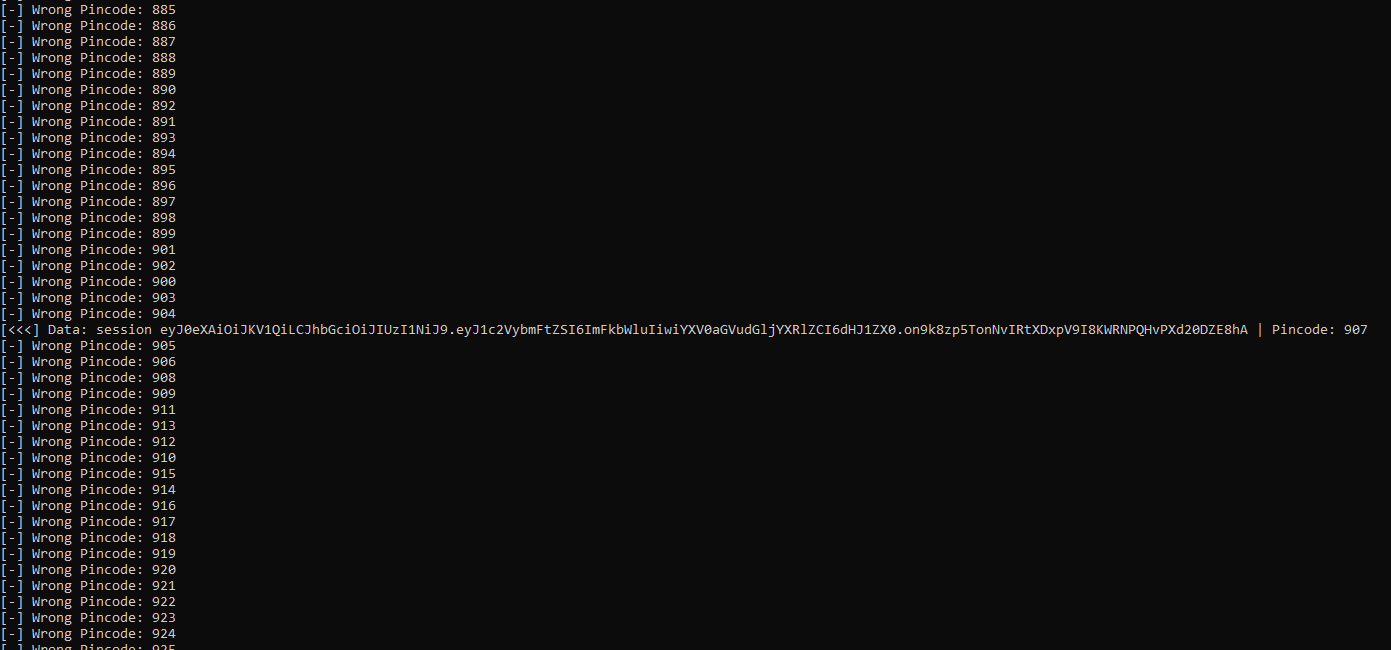 [-] Wrong Pincode: 885
[-] Wrong Pincode: 886
[-] Wrong Pincode: 887
[-] Wrong Pincode: 888
[-] Wrong Pincode: 889
[-] Wrong Pincode: 890
[-] Wrong Pincode: 892
[-] Wrong Pincode: 891
[-] Wrong Pincode: 893
[-] Wrong Pincode: 894
[-] Wrong Pincode: 895
[-] Wrong Pincode: 896
[-] Wrong Pincode: 897
[-] Wrong Pincode: 898
[-] Wrong Pincode: 899
[-] Wrong Pincode: 901
[-] Wrong Pincode: 902
[-] Wrong Pincode: 900
[-] Wrong Pincode: 903
[-] Wrong Pincode: 904
[<<<] Data: session eyJ0eXAiOiJKV1QiLCJhbGciOiJIUzI1NiJ9.eyJ1c2VybmFtZSI6ImFkbWluIiwiYXV0aGVudGljYXRlZCI6dHJ1ZX0.on9k8zp5TonNvIRtXDxpV9I8KWRNPQHvPXd20DZE8hA | Pincode: 907
[-] Wrong Pincode: 905
[-] Wrong Pincode: 906
[-] Wrong Pincode: 908
[-] Wrong Pincode: 909
[-] Wrong Pincode: 911
[-] Wrong Pincode: 913
[-] Wrong Pincode: 912
[-] Wrong Pincode: 910
[-] Wrong Pincode: 915
[-] Wrong Pincode: 914
[-] Wrong Pincode: 916
[-] Wrong Pincode: 917
[-] Wrong Pincode: 918
[-] Wrong Pincode: 919
[-] Wrong Pincode: 920
[-] Wrong Pincode: 921
[-] Wrong Pincode: 922
[-] Wrong Pincode: 923
[-] Wrong Pincode: 924
[-] Wrong Pincode: 925